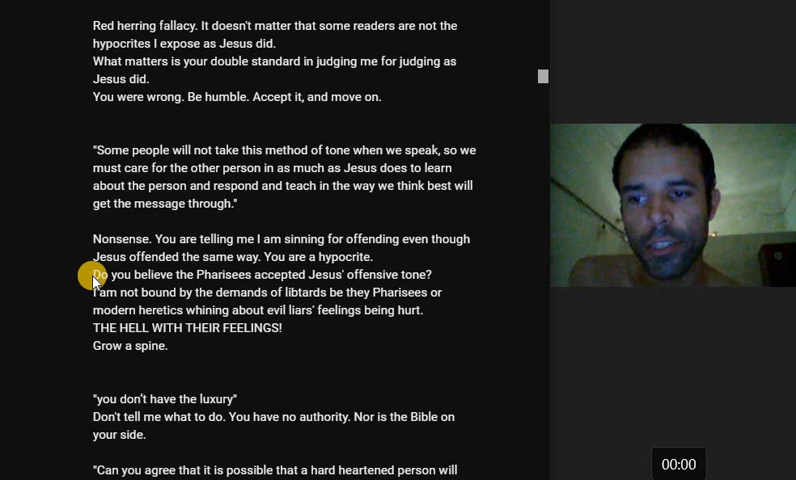 Red herring fallacy. It doesn't matter that some readers are not the
hypocrites I expose as Jesus did.
What matters is your double standard in judging me for judging as
Jesus did.
You were wrong. Be humble. Accept it, and move on.
"Some people will not take this method of tone when we speak, so we
must care for the other person in as much as Jesus does to learn
about the person and respond and teach in the way we think best will
get the message through."
Nonsense. You are telling me I am sinning for offending even though
Jesus offended the same way. You are a hypocrite.
Do you believe the Pharisees accepted Jesus' offensive tone?
I am not bound by the demands of libtards be they Pharisees or
modern heretics whining about evil liars' feelings being hurt.
THE HELL WITH THEIR FEELINGS!
Grow a spine.
"you don't have the luxury"
Don't tell me what to do. You have no authority. Nor is the Bible on
your side.
"Can you agree that it is possible that a hard hearted person will
00:00